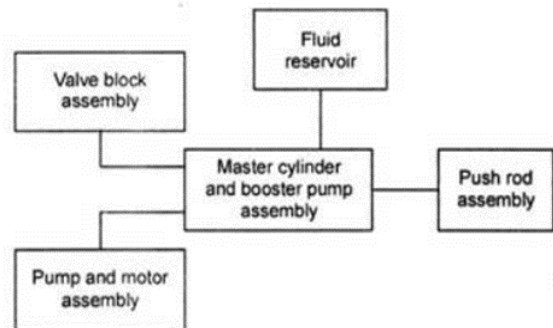 Fluid
reservoir
Valve block
assembly
Master cylinder
and booster pump
assembly
Push rod
assembly
Pump and motor
assembly